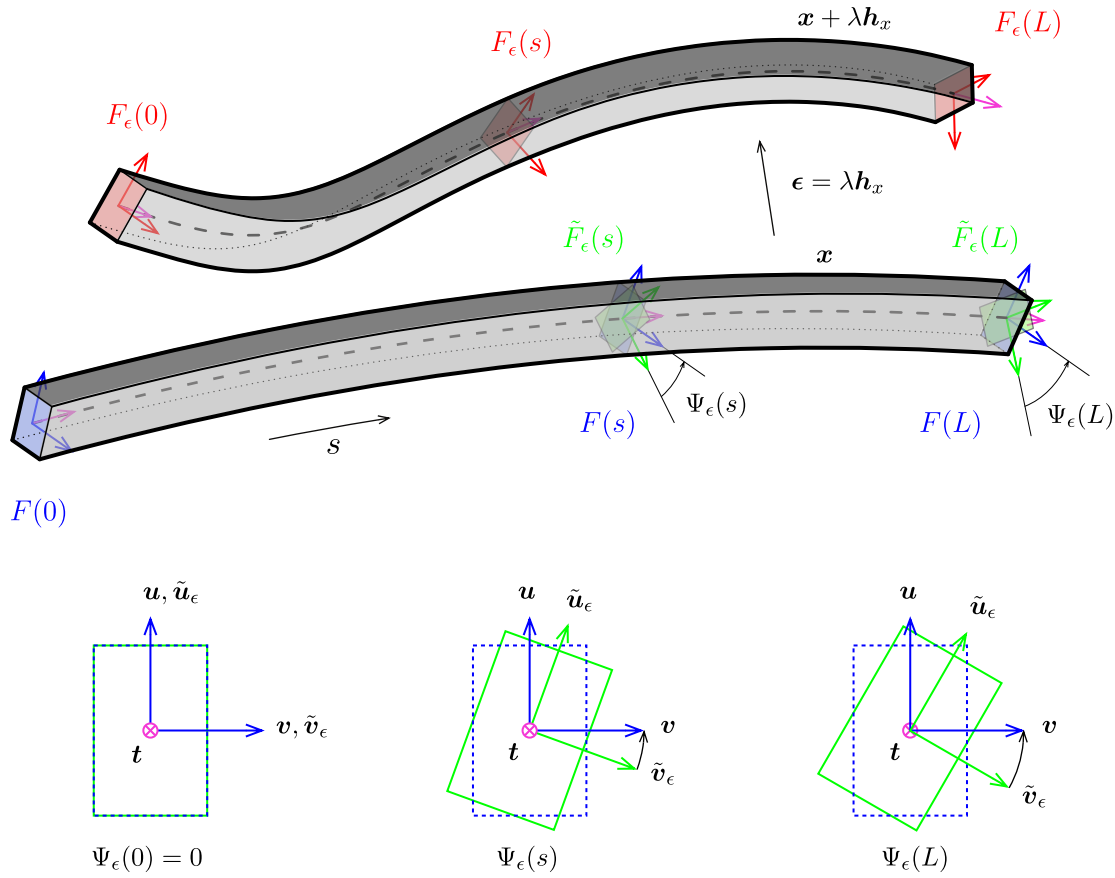 x + λh_x
F_ϵ(L)
F_ϵ(s)
F_ϵ(0)
ϵ = λh_x
F̃_ϵ(s)
F̃_ϵ(L)
x
Ψ_ϵ(s)
Ψ_ϵ(L)
F(s)
F(L)
s
F(0)
u, ũ_ϵ
u
ũ_ϵ
u
ũ_ϵ
v, ṽ_ϵ
v
v
t
t
t
ṽ_ϵ
ṽ_ϵ
Ψ_ϵ(0) = 0
Ψ_ϵ(s)
Ψ_ϵ(L)